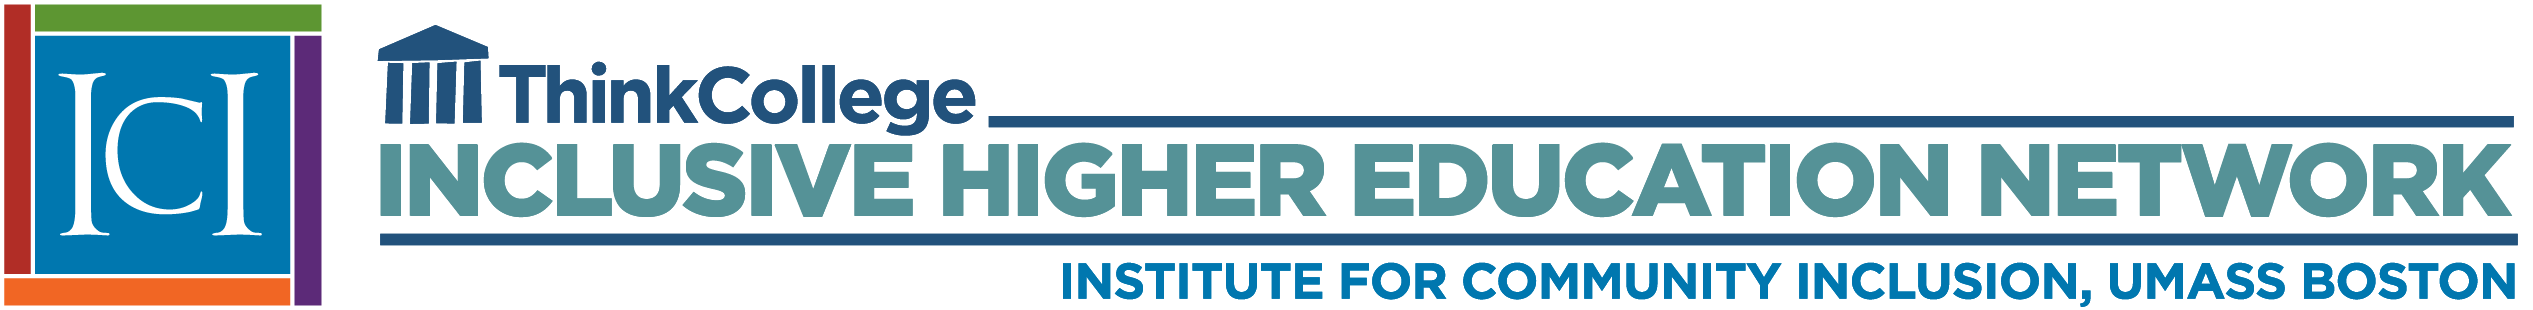 ICI
ThinkCollege
INCLUSIVE HIGHER EDUCATION NETWORK
INSTITUTE FOR COMMUNITY INCLUSION, UMASS BOSTON